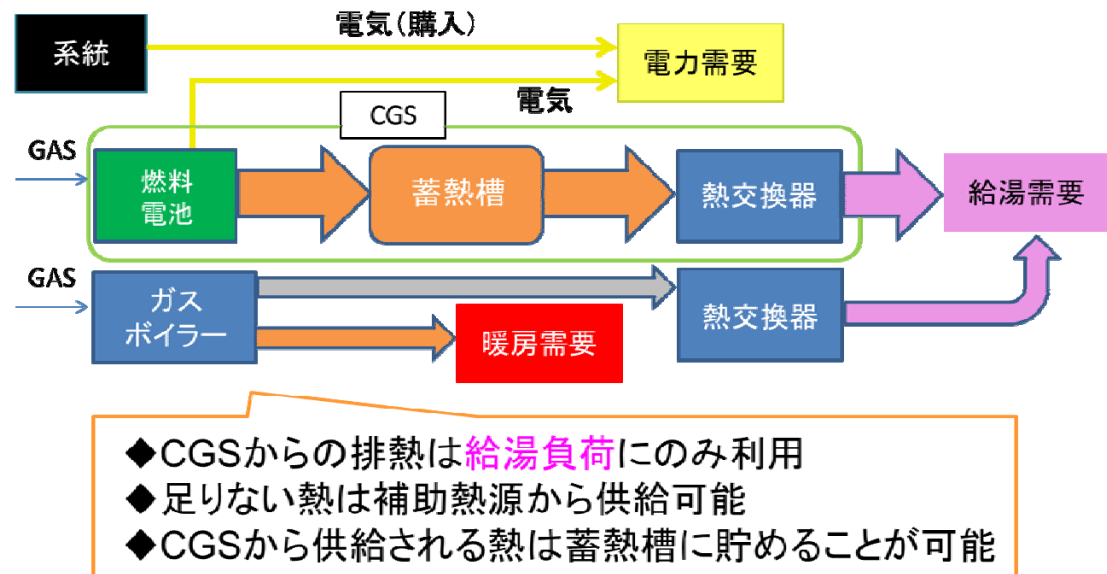 系統
電気(購入)
電力需要
電気
CGS
GAS
燃料
電池
蓄熱槽
熱交換器
給湯需要
GAS
ガス
ボイラー
暖房需要
熱交換器
◆CGSからの排熱は給湯負荷にのみ利用
◆足りない熱は補助熱源から供給可能
◆CGSから供給される熱は蓄熱槽に貯めることが可能